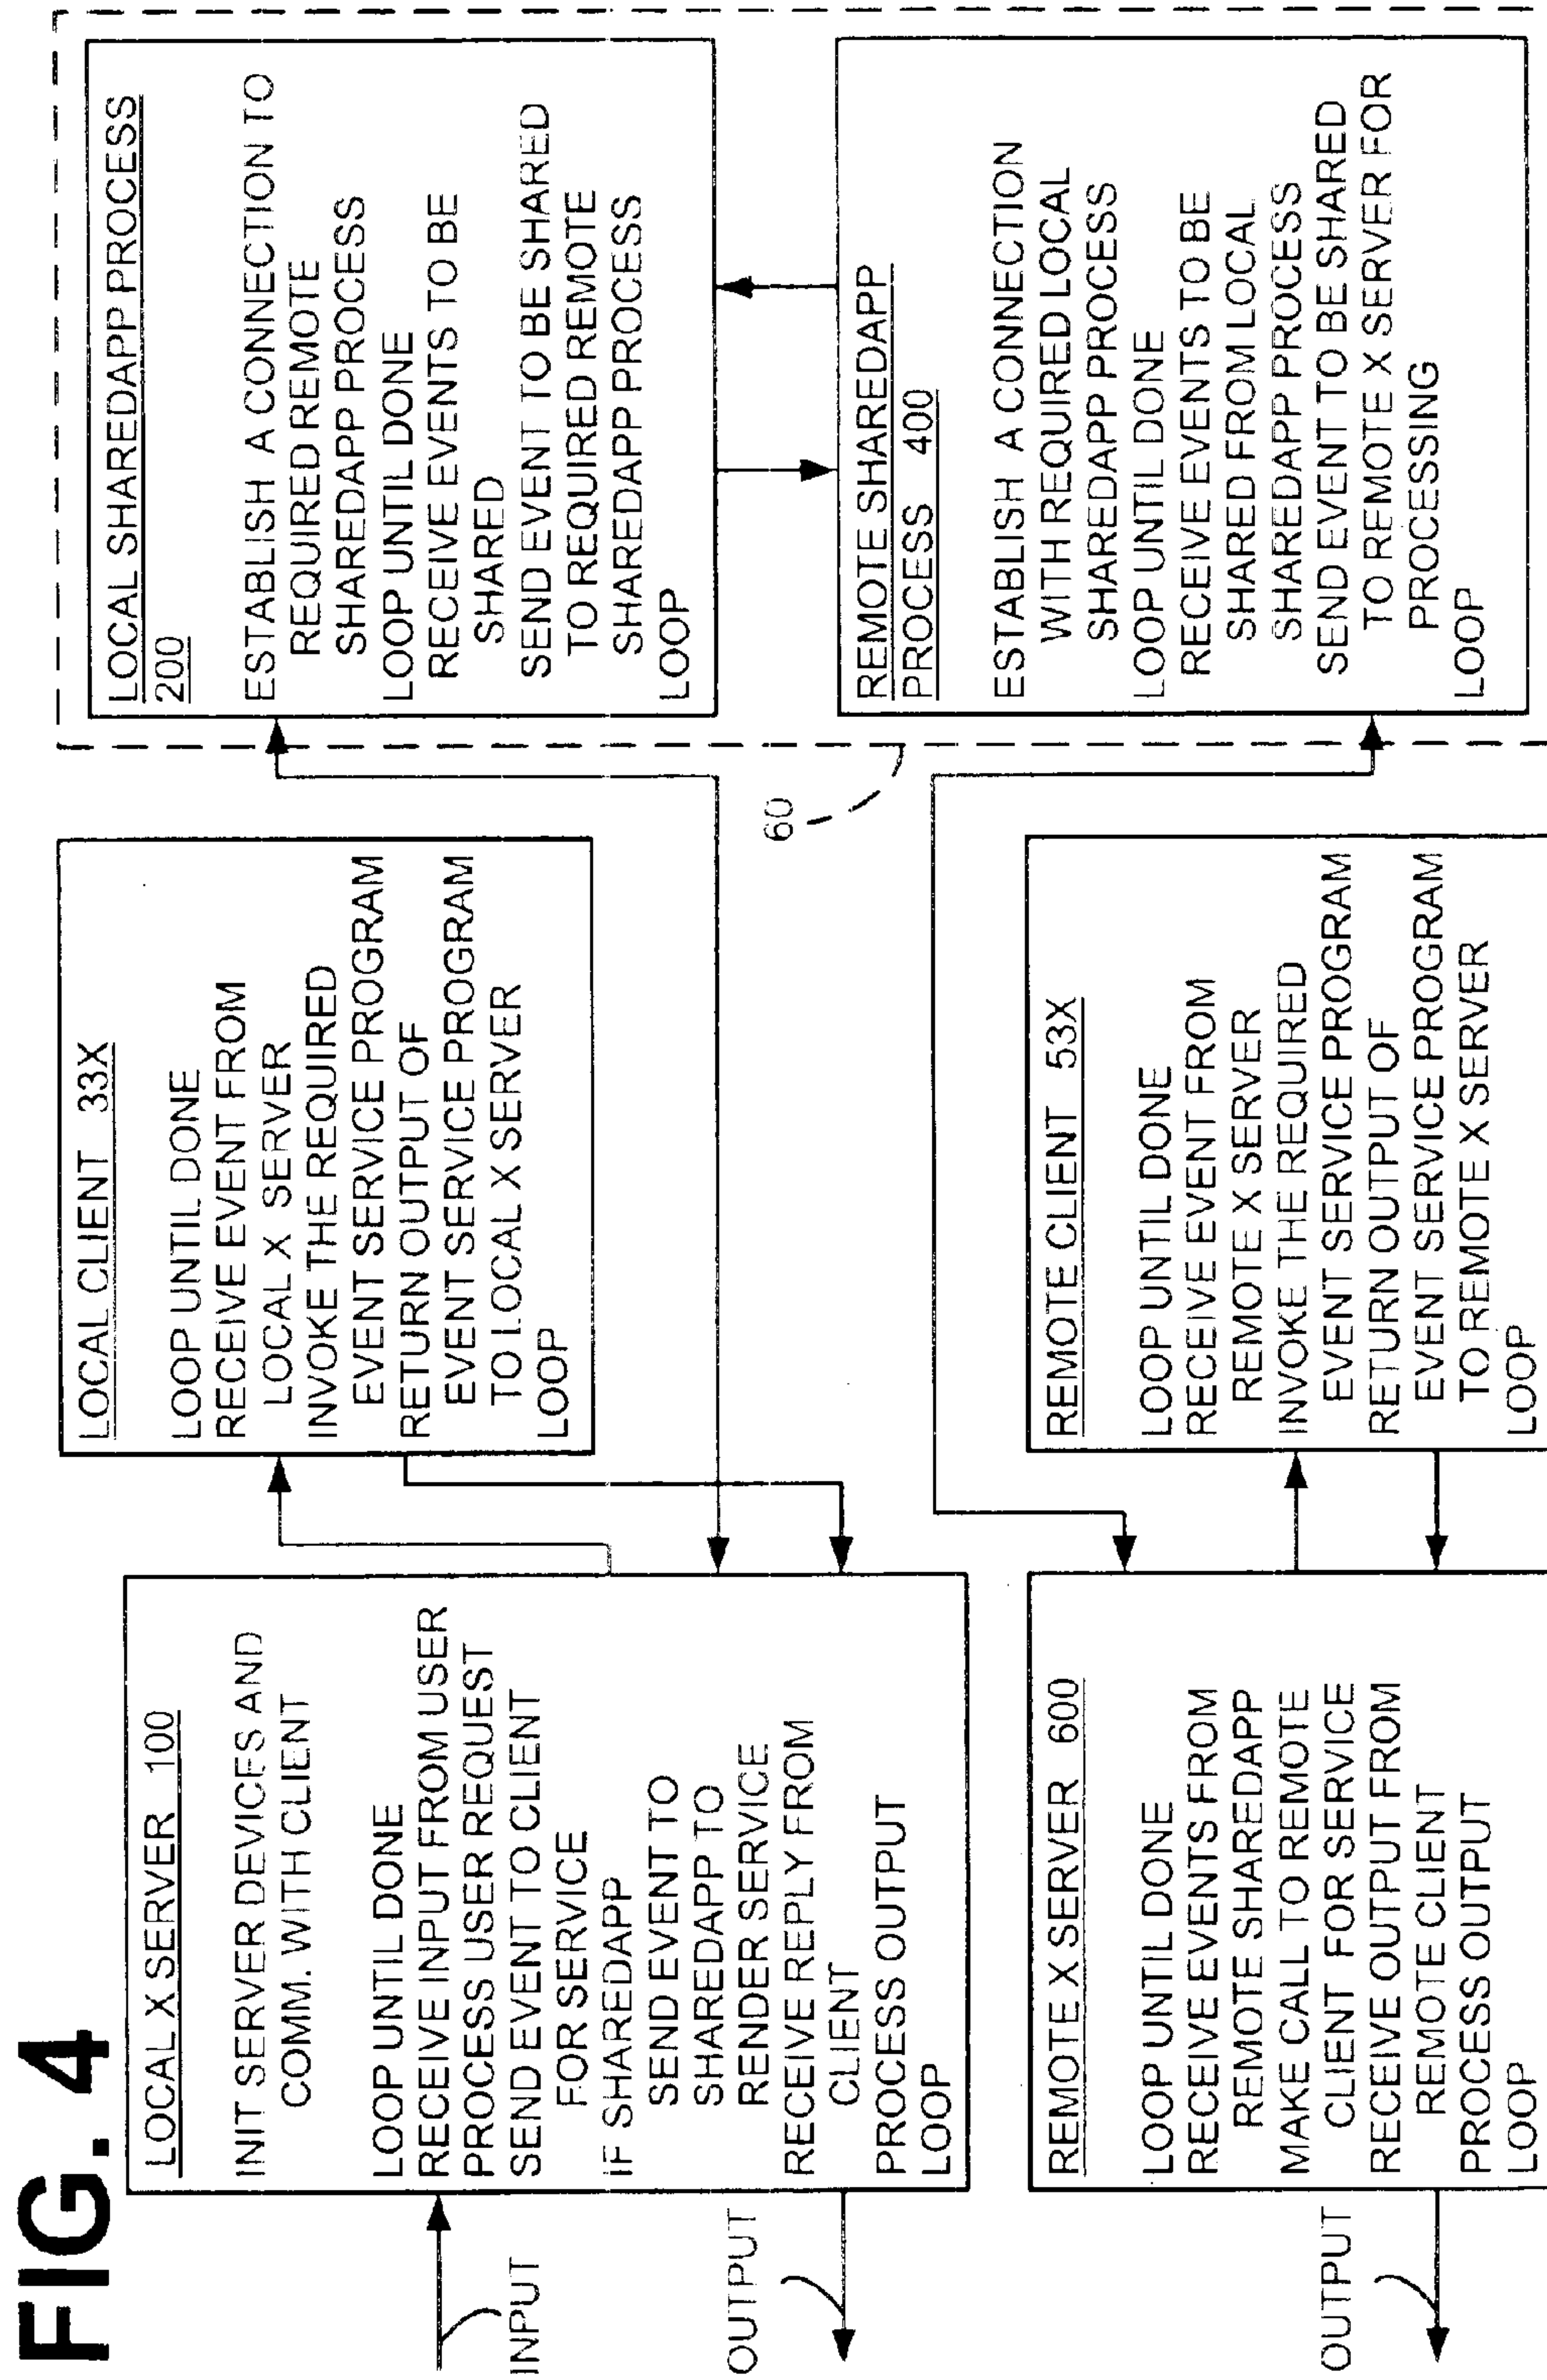 FIG. 4
INPUT
OUTPUT
LOCAL X SERVER 100
INIT SERVER DEVICES AND
COMM. WITH CLIENT
LOOP UNTIL DONE
RECEIVE INPUT FROM USER
PROCESS USER REQUEST
SEND EVENT TO CLIENT
FOR SERVICE
IF SHAREDAPP
SEND EVENT TO
SHAREDAPP TO
RENDER SERVICE
RECEIVE REPLY FROM
CLIENT
PROCESS OUTPUT
LOOP
LOCAL CLIENT 33X
LOOP UNTIL DONE
RECEIVE EVENT FROM
LOCAL X SERVER
INVOKE THE REQUIRED
EVENT SERVICE PROGRAM
RETURN OUTPUT OF
EVENT SERVICE PROGRAM
TO LOCAL X SERVER
LOOP
LOCAL SHAREDAPP PROCESS
200
ESTABLISH A CONNECTION TO
REQUIRED REMOTE
SHAREDAPP PROCESS
LOOP UNTIL DONE
RECEIVE EVENTS TO BE
SHARED
SEND EVENT TO BE SHARED
TO REQUIRED REMOTE
SHAREDAPP PROCESS
LOOP
60
OUTPUT
REMOTE X SERVER 600
LOOP UNTIL DONE
RECEIVE EVENTS FROM
REMOTE SHAREDAPP
MAKE CALL TO REMOTE
CLIENT FOR SERVICE
RECEIVE OUTPUT FROM
REMOTE CLIENT
PROCESS OUTPUT
LOOP
REMOTE CLIENT 53X
LOOP UNTIL DONE
RECEIVE EVENT FROM
REMOTE X SERVER
INVOKE THE REQUIRED
EVENT SERVICE PROGRAM
RETURN OUTPUT OF
EVENT SERVICE PROGRAM
TO REMOTE X SERVER
LOOP
REMOTE SHAREDAPP
PROCESS 400
ESTABLISH A CONNECTION
WITH REQUIRED LOCAL
SHAREDAPP PROCESS
LOOP UNTIL DONE
RECEIVE EVENTS TO BE
SHARED FROM LOCAL
SHAREDAPP PROCESS
SEND EVENT TO BE SHARED
TO REMOTE X SERVER FOR
PROCESSING
LOOP